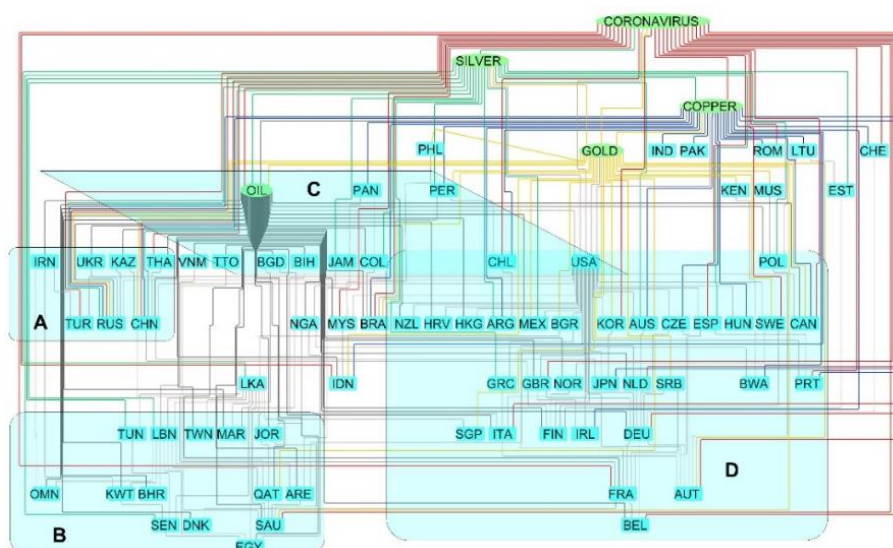 CORONAVIRUS
SILVER
COPPER
PHL GOLD IND PAK ROM LTU CHE
C
OIL PAN PER KEN MUS EST
IRN UKR KAZ THA VNM TTO BGD BIH JAM COL CHL USA POL
A
TUR RUS CHN NGA MYS BRA NZL HRV HKG ARG MEX BGR KOR AUS CZE ESP HUN SWE CAN
LKA IDN GRC GBR NOR JPN NLD SRB BWA PRT
TUN LBN TWN MAR JOR SGP ITA FIN IRL DEU
D
OMN KWT BHR QAT ARE FRA AUT
B
SEN DNK SAU BEL
EGY